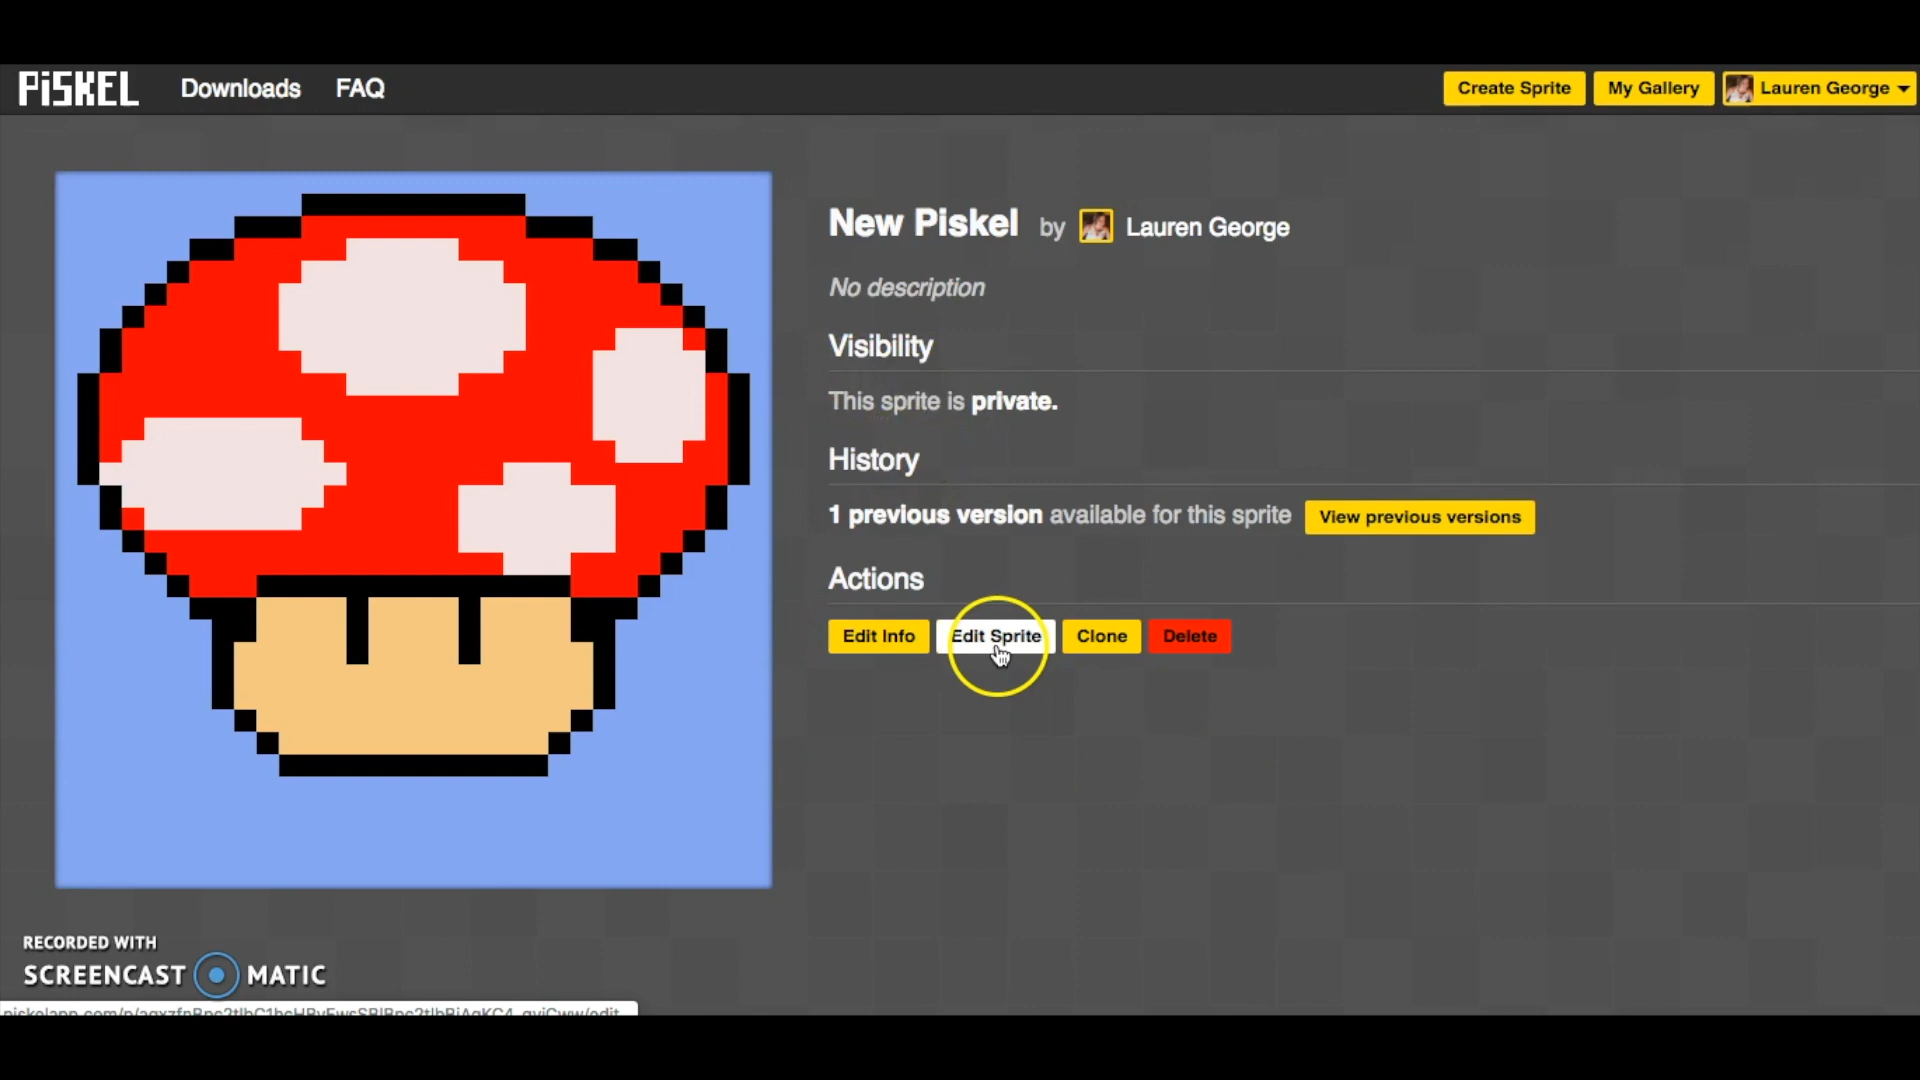 PiSKEL Downloads FAQ Create Sprite My Gallery Lauren George
New Piskel by Lauren George
No description
Visibility
This sprite is private.
History
1 previous version available for this sprite View previous versions
Actions
Edit Info Edit Sprite Clone Delete
RECORDED WITH
SCREENCAST MATIC